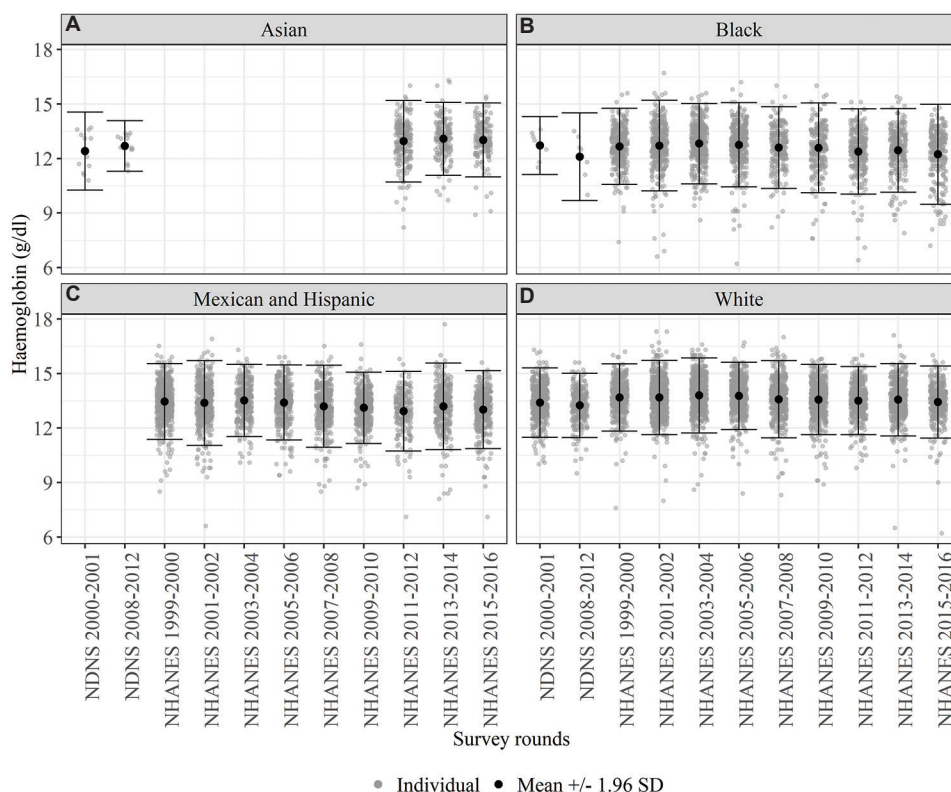 A
Asian
B
Black
18
15
12
9
6
C
Mexican and Hispanic
D
White
18
15
12
9
6
Haemoglobin (g/dl)
NDNS 2000-2001
NDNS 2008-2012
NHANES 1999-2000
NHANES 2001-2002
NHANES 2003-2004
NHANES 2005-2006
NHANES 2007-2008
NHANES 2009-2010
NHANES 2011-2012
NHANES 2013-2014
NHANES 2015-2016
NDNS 2000-2001
NDNS 2008-2012
NHANES 1999-2000
NHANES 2001-2002
NHANES 2003-2004
NHANES 2005-2006
NHANES 2007-2008
NHANES 2009-2010
NHANES 2011-2012
NHANES 2013-2014
NHANES 2015-2016
Survey rounds
Individual
Mean +/- 1.96 SD